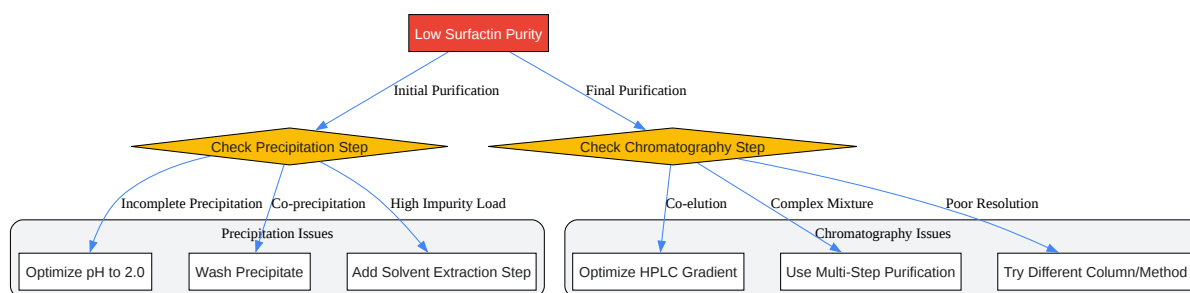 Low Surfactin Purity
Initial Purification
Final Purification
Check Precipitation Step
Check Chromatography Step
Incomplete Precipitation
Co-precipitation
High Impurity Load
Co-elution
Complex Mixture
Poor Resolution
Precipitation Issues
Chromatography Issues
Optimize pH to 2.0
Wash Precipitate
Add Solvent Extraction Step
Optimize HPLC Gradient
Use Multi-Step Purification
Try Different Column/Method